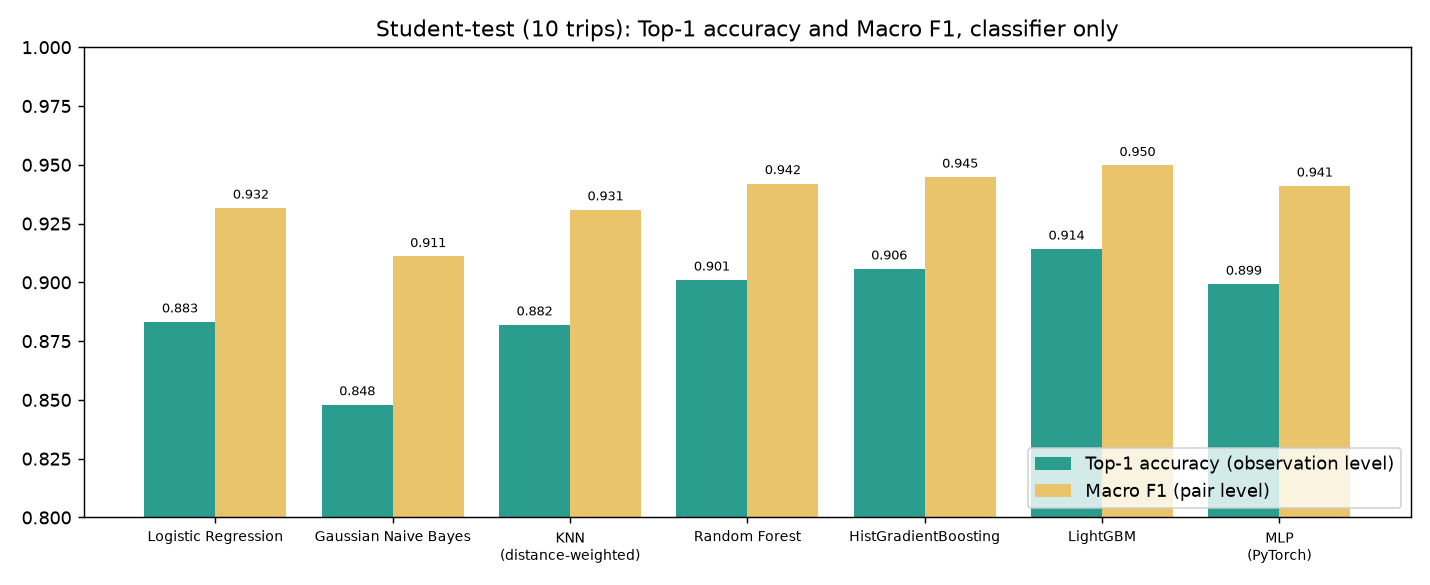 Student-test (10 trips): Top-1 accuracy and Macro F1, classifier only
1.000
0.975
0.950
0.925
0.900
0.875
0.850
0.825
0.800
0.883
0.932
0.848
0.911
0.882
0.931
0.901
0.942
0.906
0.945
0.914
0.950
0.899
0.941
Top-1 accuracy (observation level)
Macro F1 (pair level)
Logistic Regression
Gaussian Naive Bayes
KNN
(distance-weighted)
Random Forest
HistGradientBoosting
LightGBM
MLP
(PyTorch)